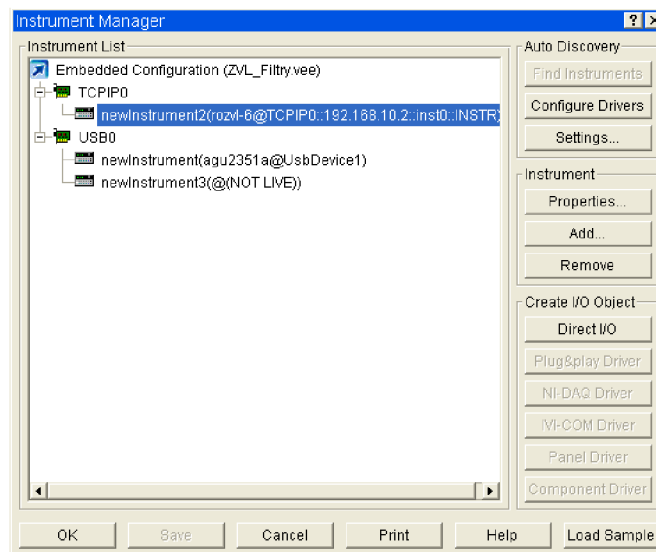 Instrument Manager
Instrument List
Embedded Configuration (ZVL_Filtry.vee)
TCPIP0
newInstrument2(rozvl-6@TCPIP0::192.168.10.2::inst0::INSTR)
USB0
newInstrument(agu2351a@UsbDevice1)
newInstrument3(@(NOT LIVE))
Auto Discovery
Find Instruments
Configure Drivers
Settings...
Instrument
Properties...
Add...
Remove
Create I/O Object
Direct I/O
Plug&play Driver
NI-DAQ Driver
IVI-COM Driver
Panel Driver
Component Driver
OK
Save
Cancel
Print
Help
Load Sample